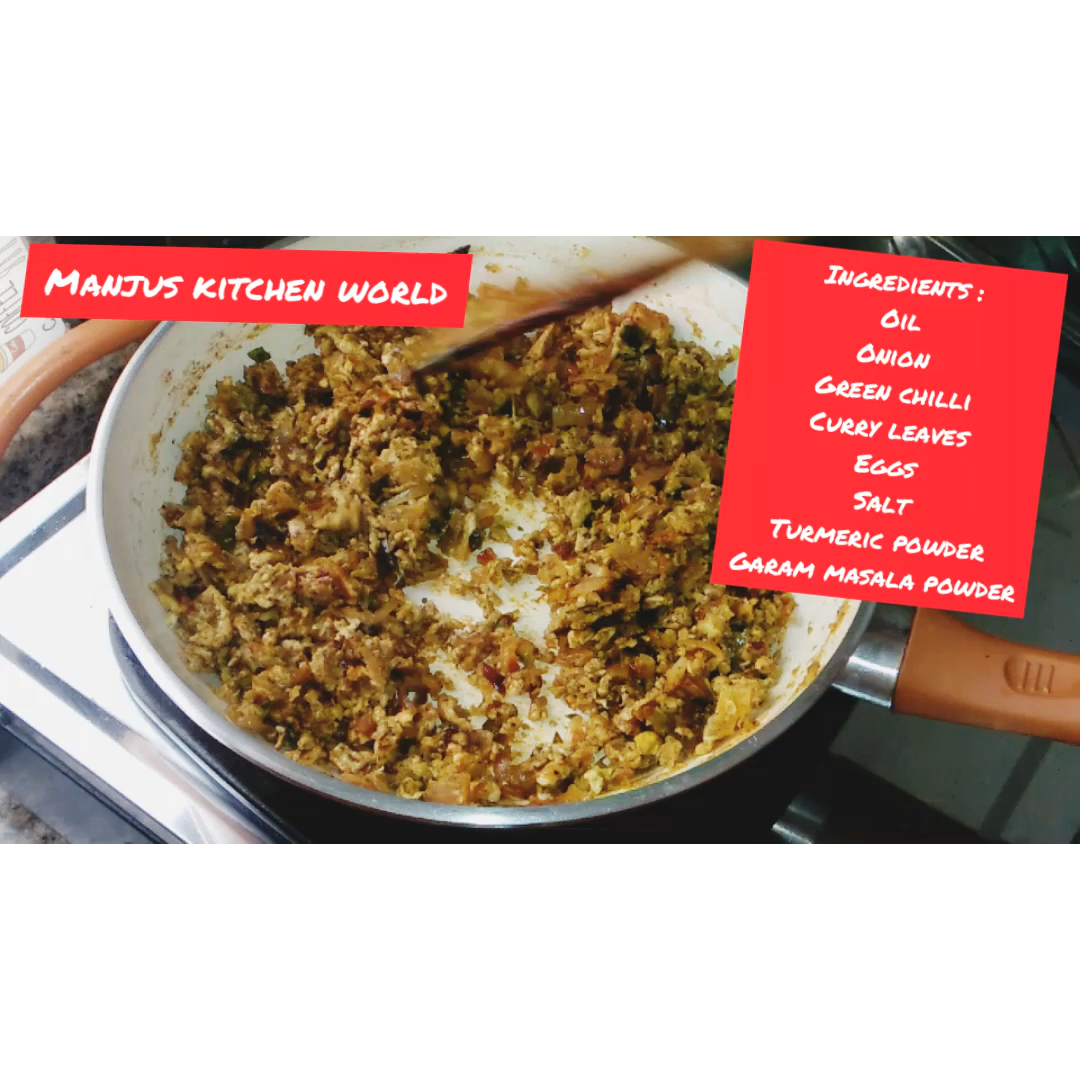 Manjus kitchen world
Ingredients :
Oil
Onion
Green chilli
Curry leaves
Eggs
Salt
Turmeric powder
Garam masala powder